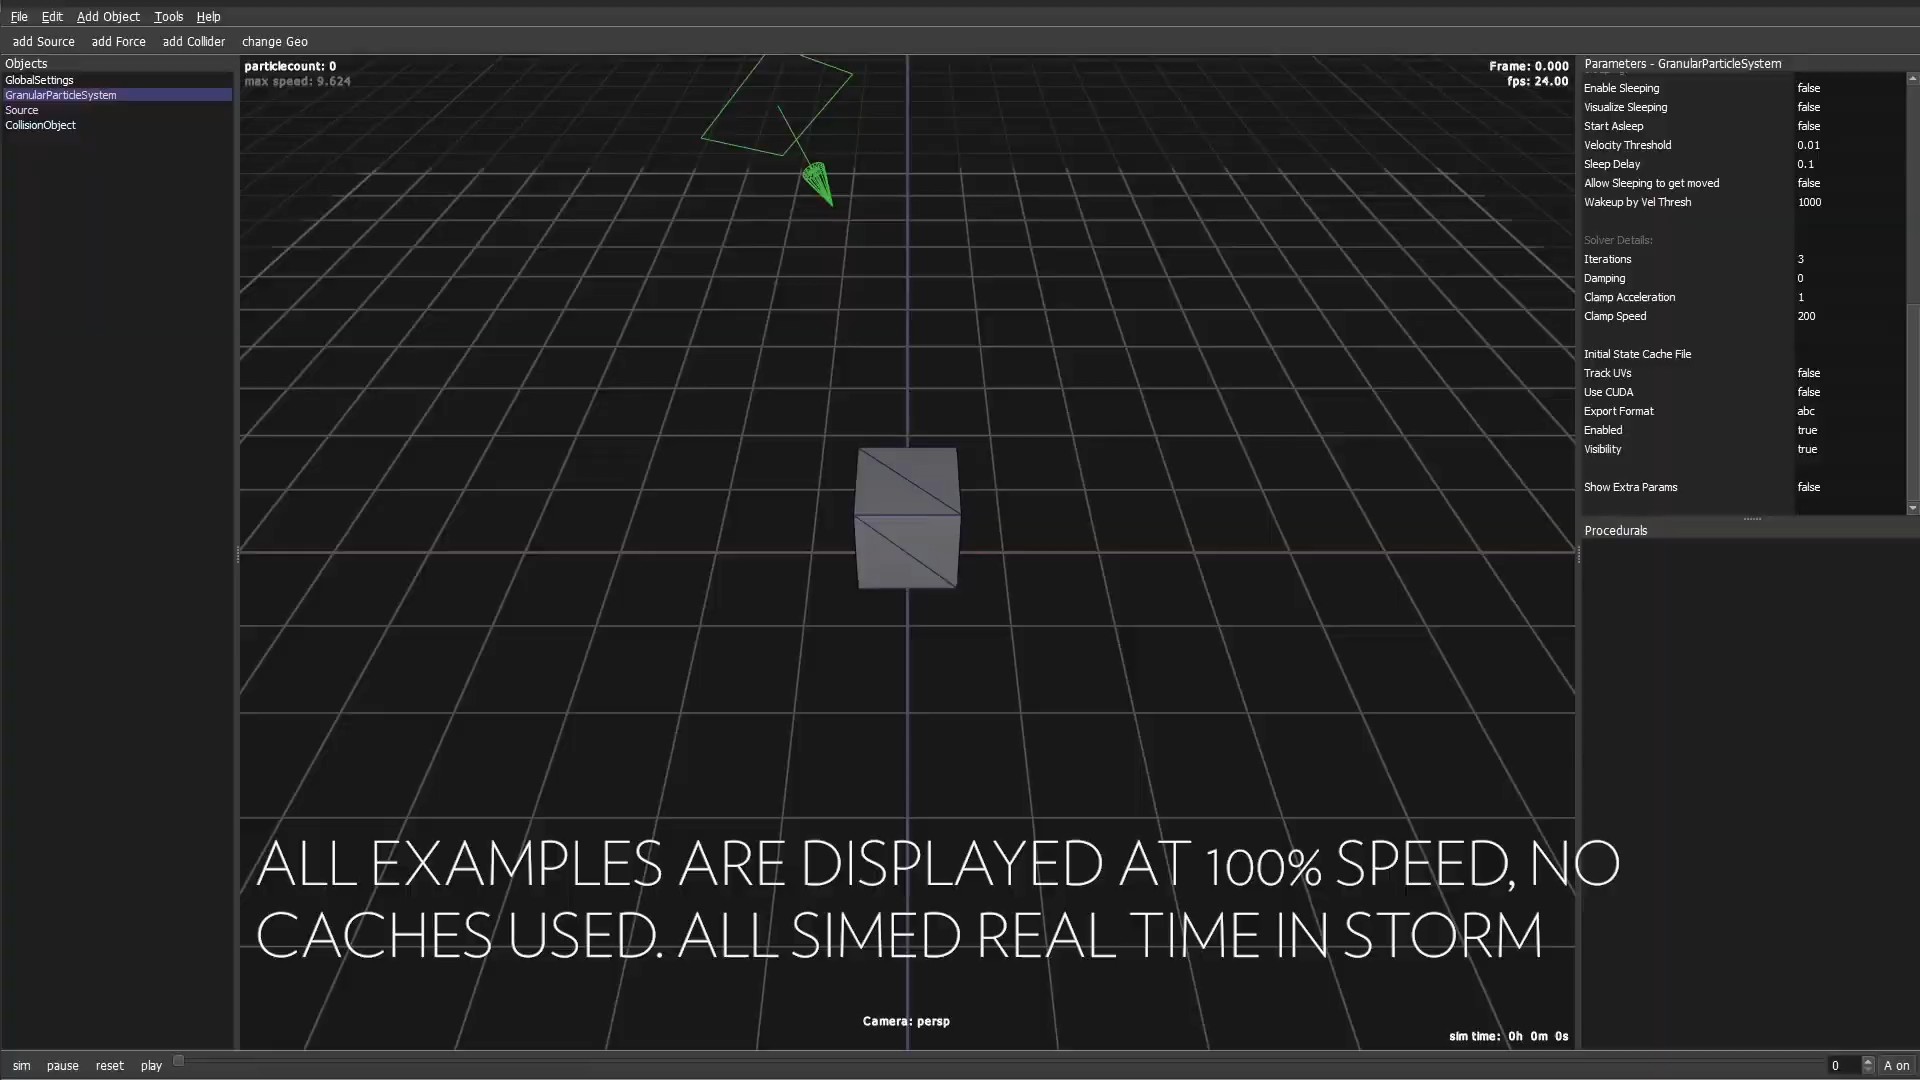 File Edit Add Object Tools Help
add Source add Force add Collider change Geo
Objects
GlobalSettings
GranularParticleSystem
Source
CollisionObject
particlecount: 0
max speed: 9.624
Frame: 0.000
fps: 24.00
Parameters - GranularParticleSystem
Enable Sleeping false
Visualize Sleeping false
Start Asleep false
Velocity Threshold 0.01
Sleep Delay 0.1
Allow Sleeping to get moved false
Wakeup by Vel Thresh 1000
Solver Details:
Iterations 3
Damping 0
Clamp Acceleration 1
Clamp Speed 200
Initial State Cache File
Track UVs false
Use CUDA false
Export Format abc
Enabled true
Visibility true
Show Extra Params false
Procedurals
ALL EXAMPLES ARE DISPLAYED AT 100% SPEED, NO
CACHES USED. ALL SIMED REAL TIME IN STORM
Camera: persp
sim time: 0h 0m 0s
sim pause reset play 0 A on